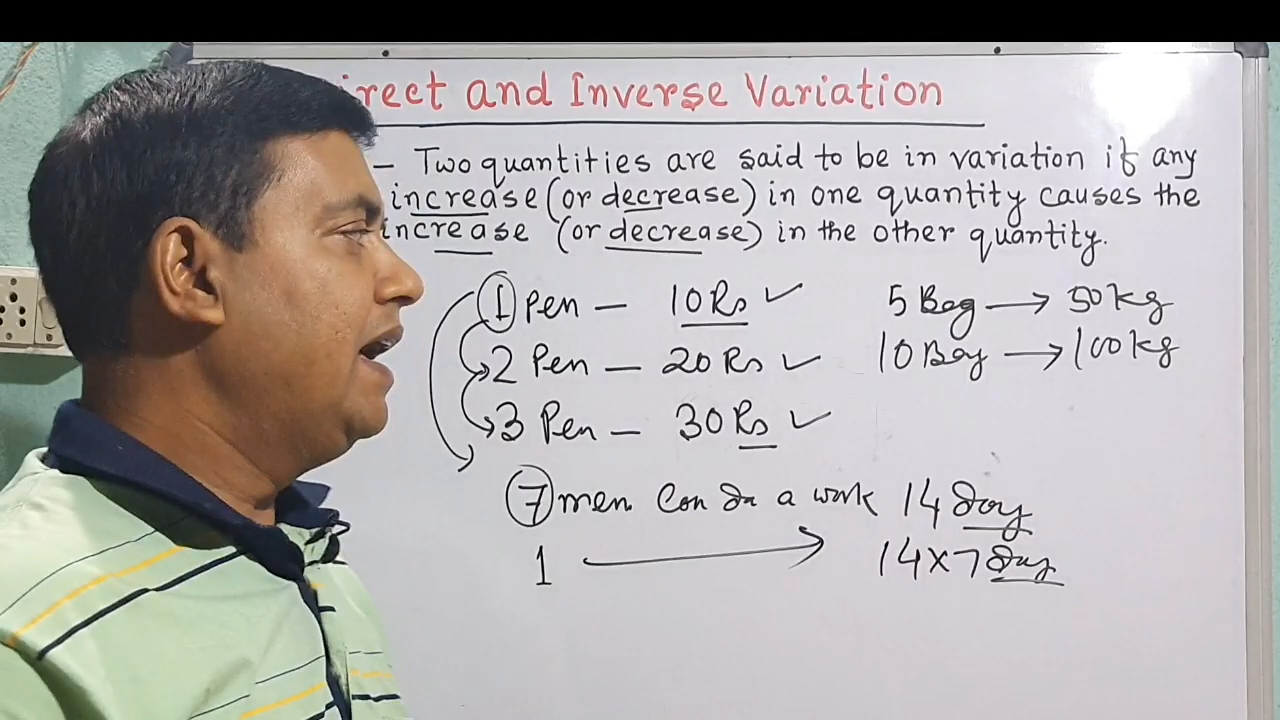 irect and Inverse Variation
- Two quantities are said to be in variation if any
increase (or decrease) in one quantity causes the
increase (or decrease) in the other quantity.
1 Pen - 10 Rs ✓
5 Bag → 50 kg
2 Pen - 20 Rs ✓
10 Bag → 100 kg
3 Pen - 30 Rs ✓
7 men Can do a work 14 day
1 → 14 × 7 day